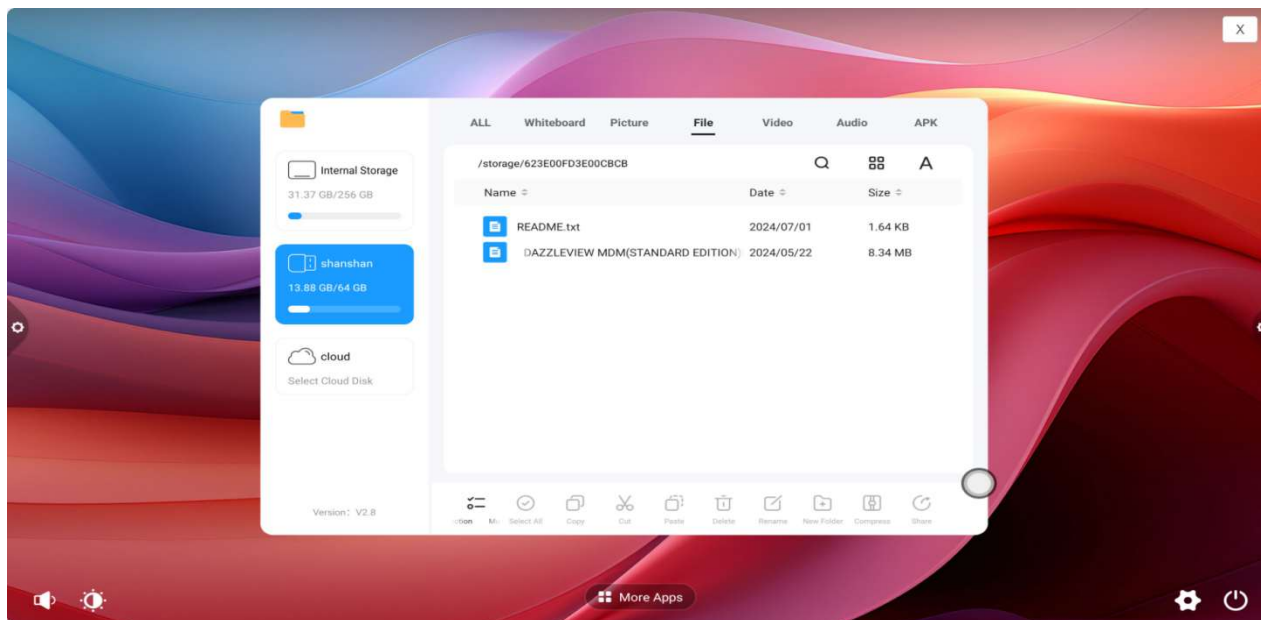 X
ALL Whiteboard Picture File Video Audio APK
Internal Storage
31.37 GB/256 GB
shanshan
13.88 GB/64 GB
cloud
Select Cloud Disk
Version: V2.8
/storage/623E00FD3E00CBCB A
Name Date Size
README.txt 2024/07/01 1.64 KB
DAZZLEVIEW MDM(STANDARD EDITION) 2024/05/22 8.34 MB
ction M Select All Copy Cut Paste Delete Rename New Folder Compress Share
More Apps